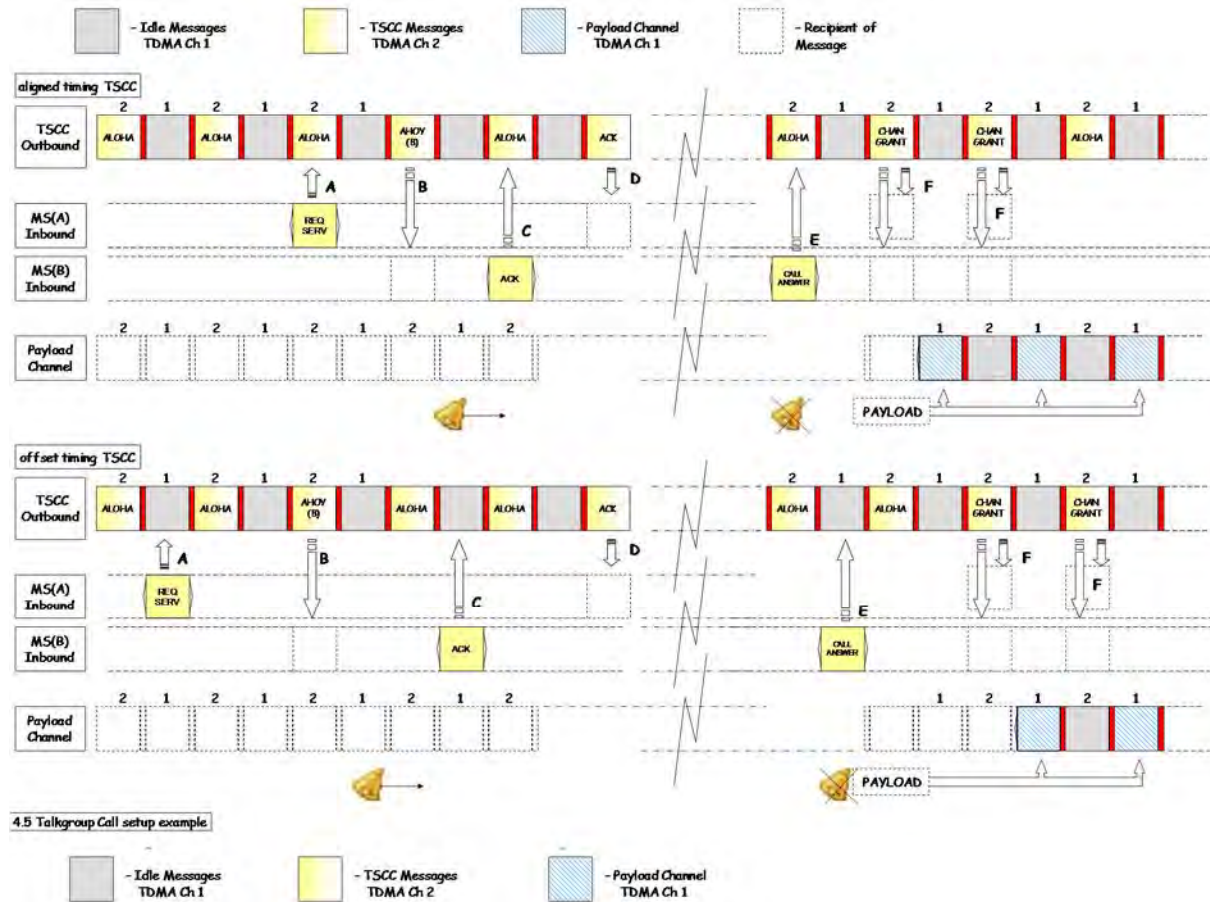 - Idle Messages
TDMA Ch 1
- TSCC Messages
TDMA Ch 2
- Payload Channel
TDMA Ch 1
- Recipient of
Message
aligned timing TSCC
2 1 2 1 2 1 2 1 2 1 2 1
TSCC
Outbound
ALOHA ALOHA ALOHA AHOY
(B) ALOHA ACK ALOHA CHAN
GRANT CHAN
GRANT ALOHA
A B C D E F F
MS(A)
Inbound
REQ
SERV
MS(B)
Inbound
ACK CALL
ANSWER
2 1 2 1 2 1 2 1 2 1 2 1 2 1
Payload
Channel
PAYLOAD
offset timing TSCC
2 1 2 1 2 1 2 1 2 1 2 1
TSCC
Outbound
ALOHA ALOHA AHOY
(B) ALOHA ALOHA ACK ALOHA ALOHA CHAN
GRANT CHAN
GRANT
A B C D E F F
MS(A)
Inbound
REQ
SERV
MS(B)
Inbound
ACK CALL
ANSWER
2 1 2 1 2 1 2 1 2 1 2 1 2 1
Payload
Channel
PAYLOAD
4.5 Talkgroup Call setup example
- Idle Messages
TDMA Ch 1
- TSCC Messages
TDMA Ch 2
- Payload Channel
TDMA Ch 1